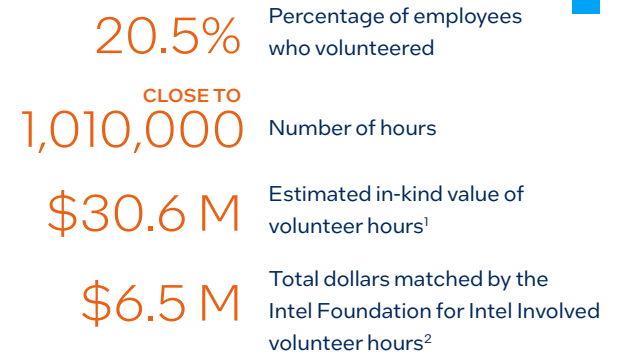 20.5%
Percentage of employees
who volunteered
CLOSE TO
1,010,000
Number of hours
$30.6 M
Estimated in-kind value of
volunteer hours¹
$6.5 M
Total dollars matched by the
Intel Foundation for Intel Involved
volunteer hours²